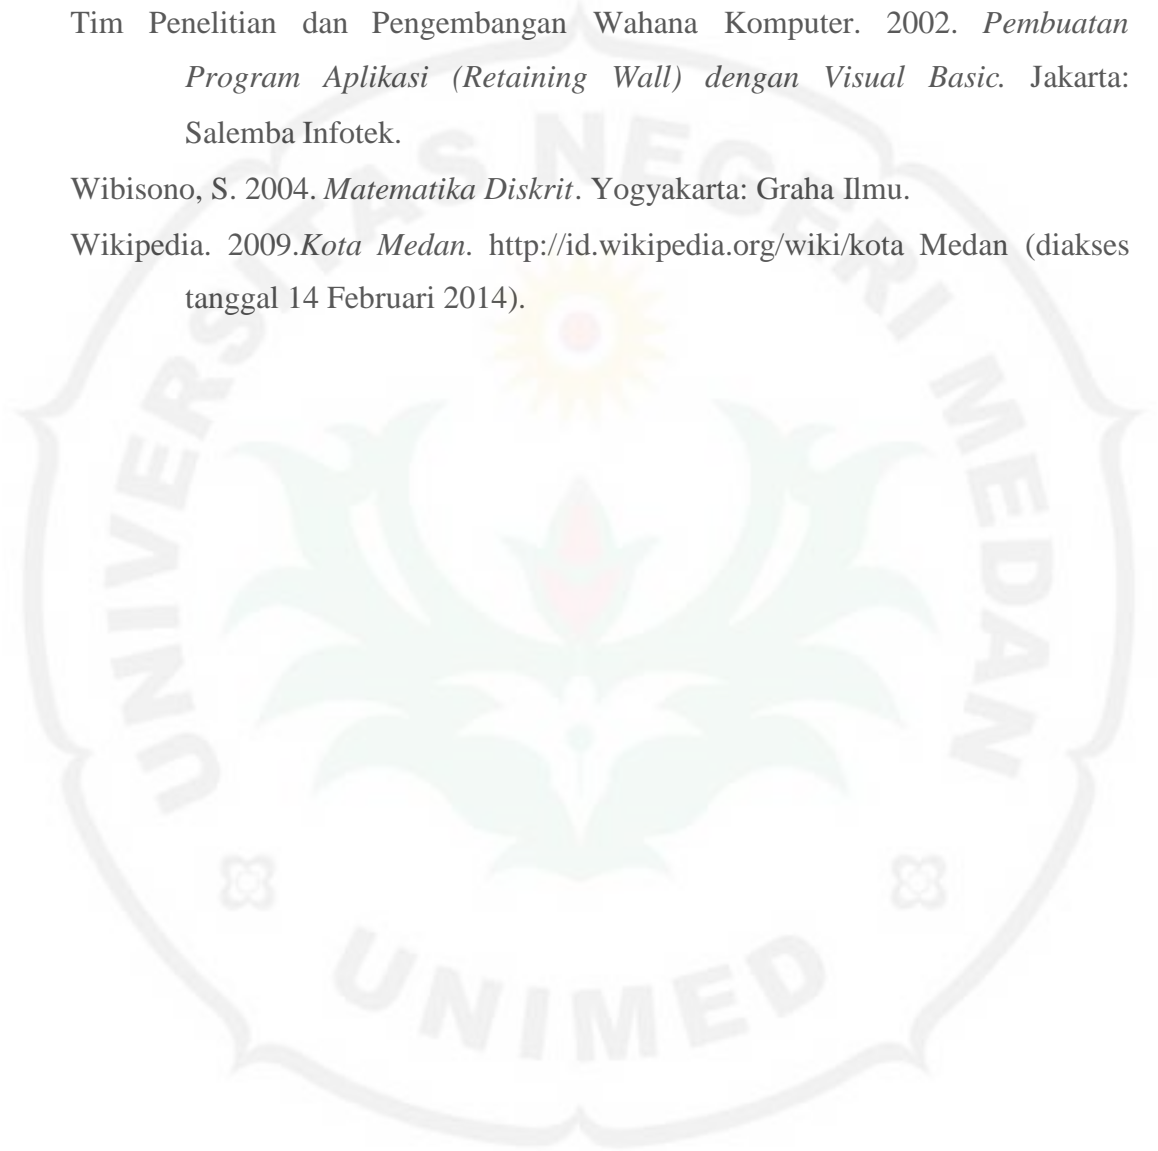 Tim Penelitian dan Pengembangan Wahana Komputer. 2002. Pembuatan
Program Aplikasi (Retaining Wall) dengan Visual Basic. Jakarta:
Salemba Infotek.
Wibisono, S. 2004. Matematika Diskrit. Yogyakarta: Graha Ilmu.
Wikipedia. 2009.Kota Medan. http://id.wikipedia.org/wiki/kota Medan (diakses
tanggal 14 Februari 2014).
UNIVERSITAS NEGERI MEDAN
UNIMED